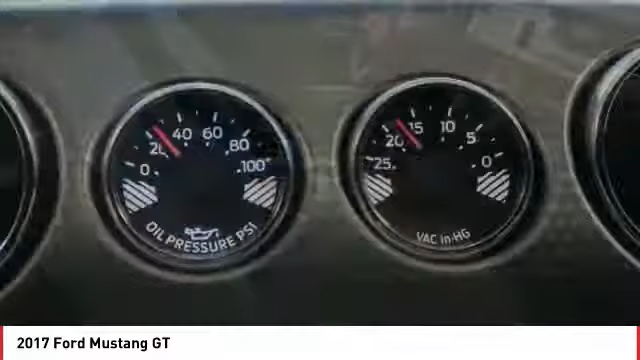 0 20 40 60 80 100
OIL PRESSURE PSI
25 20 15 10 5 0
VAC In-HG
2017 Ford Mustang GT